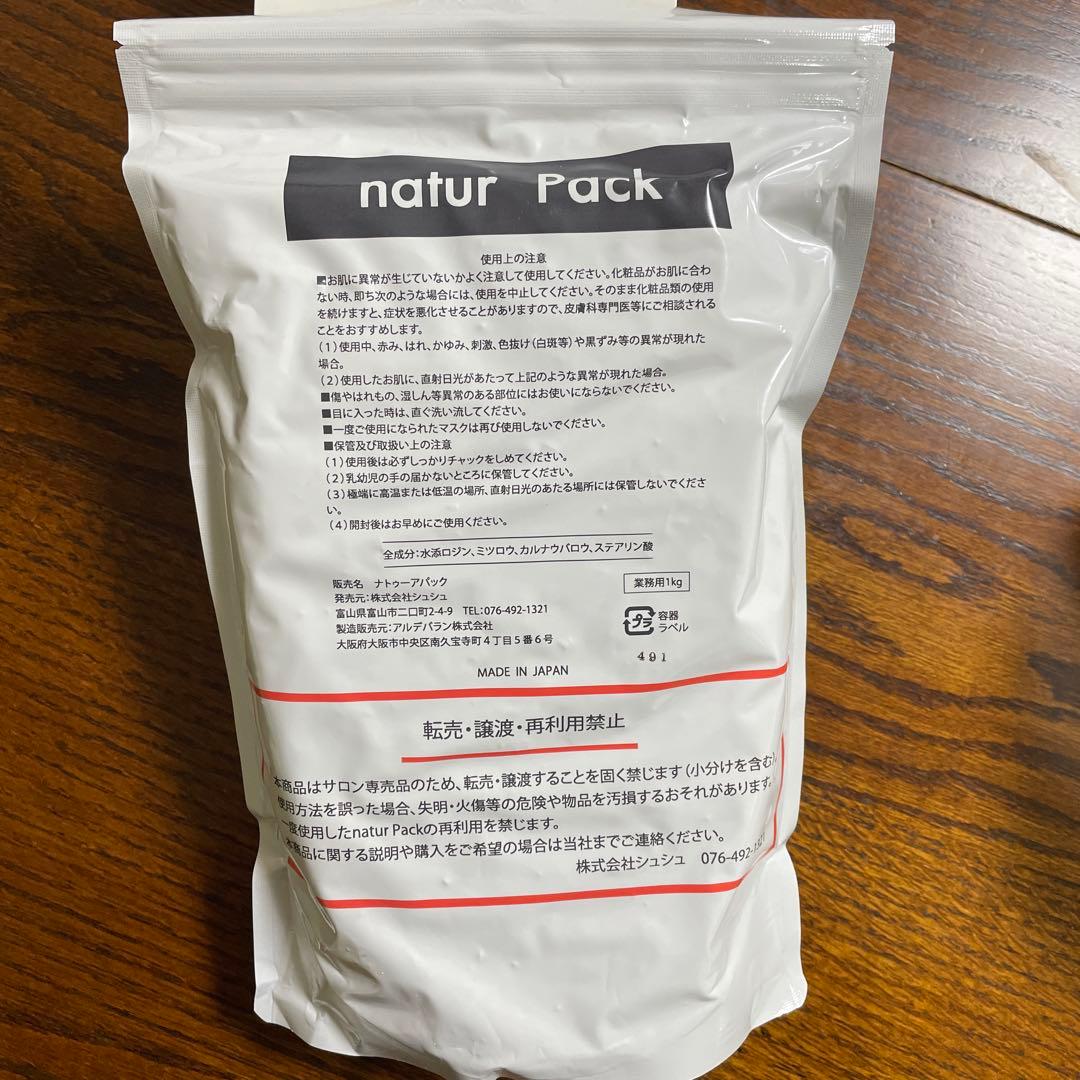 natur Pack
使用上の注意
■お肌に異常が生じていないかよく注意して使用してください。化粧品がお肌に合わ
ない時、即ち次のような場合には、使用を中止してください。そのまま化粧品類の使用
を続けますと、症状を悪化させることがありますので、皮膚科専門医等にご相談される
ことをおすすめします。
(1)使用中、赤み、はれ、かゆみ、刺激、色抜け(白斑等)や黒ずみ等の異常が現れた
場合。
(2)使用したお肌に、直射日光があたって上記のような異常が現れた場合。
■傷やはれもの、湿しん等異常のある部位にはお使いにならないでください。
■目に入った時は、直ぐ洗い流してください。
■一度ご使用になられたマスクは再び使用しないでください。
■保管及び取扱い上の注意
(1)使用後は必ずしっかりチャックをしめてください。
(2)乳幼児の手の届かないところに保管してください。
(3)極端に高温または低温の場所、直射日光のあたる場所には保管しないでくださ
い。
(4)開封後はお早めにご使用ください。
全成分:水添ロジン、ミツロウ、カルナウバロウ、ステアリン酸
販売名 ナトゥーアパック
業務用1kg
発売元:株式会社シュシュ
富山県富山市二口町2-4-9 TEL:076-492-1321
製造販売元:アルデバラン株式会社
大阪府大阪市中央区南久宝寺町4丁目5番6号
プラ
容器
ラベル
491
MADE IN JAPAN
転売・譲渡・再利用禁止
本商品はサロン専売品のため、転売・譲渡することを固く禁じます(小分けを含む)。
使用方法を誤った場合、失明・火傷等の危険や物品を汚損するおそれがあります。
一度使用したnatur Packの再利用を禁じます。
本商品に関する説明や購入をご希望の場合は当社までご連絡ください。
株式会社シュシュ 076-492-1321